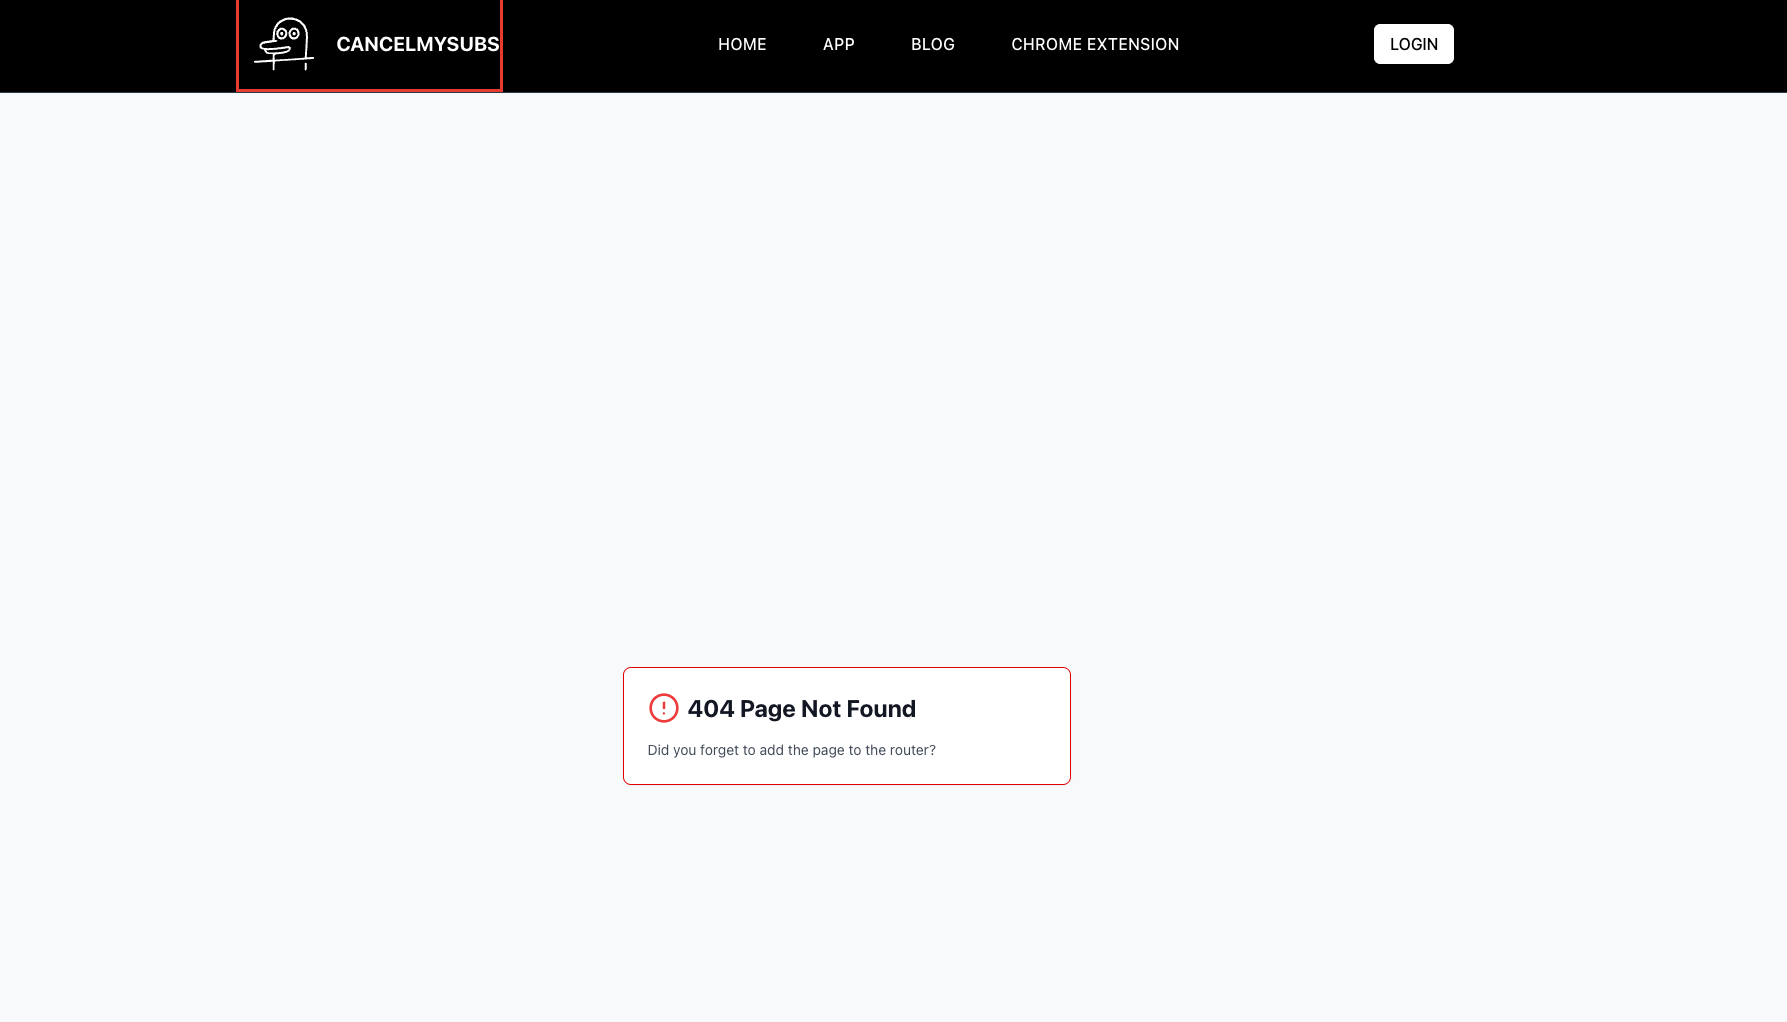 CANCELMYSUBS
HOME
APP
BLOG
CHROME EXTENSION
LOGIN
404 Page Not Found
Did you forget to add the page to the router?